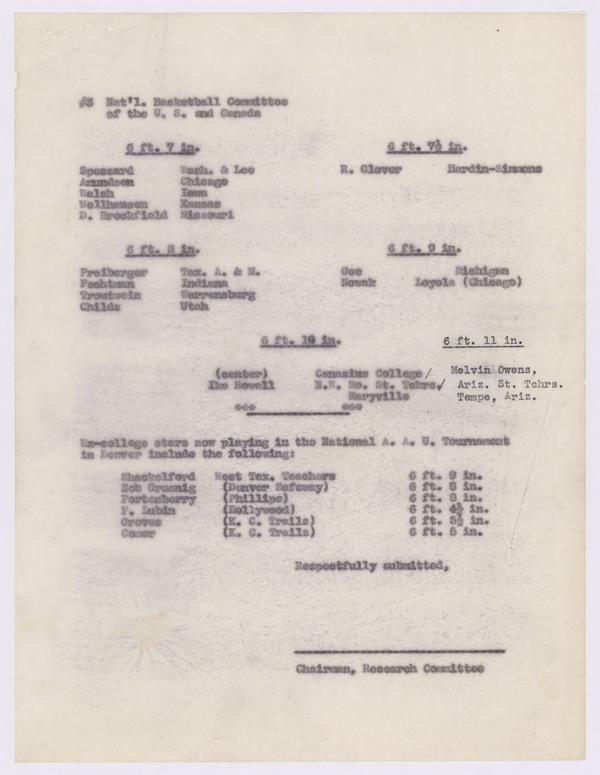 #3 Nat'l. Basketball Committee
of the U. S. and Canada
6 ft. 7 in.
Spessard Wash. & Lee
Amundsen Chicago
Walsh Iowa
Wellhausen Kansas
D. Brookfield Missouri
6 ft. 7½ in.
R. Glover Hardin-Simmons
6 ft. 8 in.
Freiberger Tex. A. & M.
Fechtman Indiana
Troutwein Warrensburg
Childs Utah
6 ft. 9 in.
Gee Michigan
Novak Loyola (Chicago)
6 ft. 10 in.
(center) Canasius College/
Ike Howell N.W. Mo. St. Tchrs./
Maryville
6 ft. 11 in.
Melvin Owens,
Ariz. St. Tchrs.
Tempe, Ariz.
Ex-college stars now playing in the National A. A. U. Tournament
in Denver include the following:
Shackelford West Tex. Teachers 6 ft. 9 in.
Bob Gruenig (Denver Safeway) 6 ft. 8 in.
Fortenberry (Phillips) 6 ft. 8 in.
F. Lubin (Hollywood) 6 ft. 4½ in.
Groves (K. C. Trails) 6 ft. 5½ in.
(K. C. Trails) 6 ft. 5 in.
Respectfully submitted,
Chairman, Research Committee